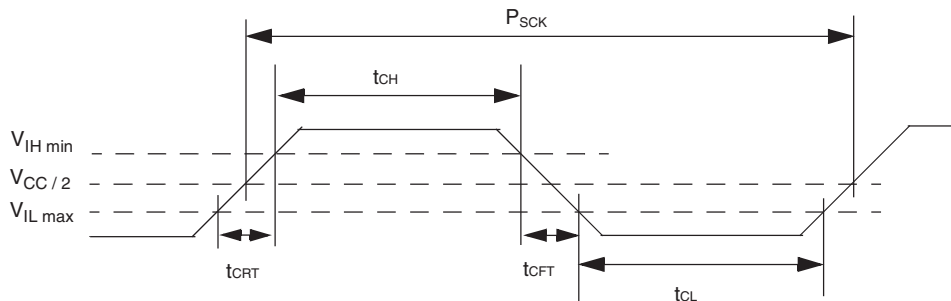 PSCK
tCH
VIH min
VCC / 2
VIL max
tCRT
tCFT
tCL